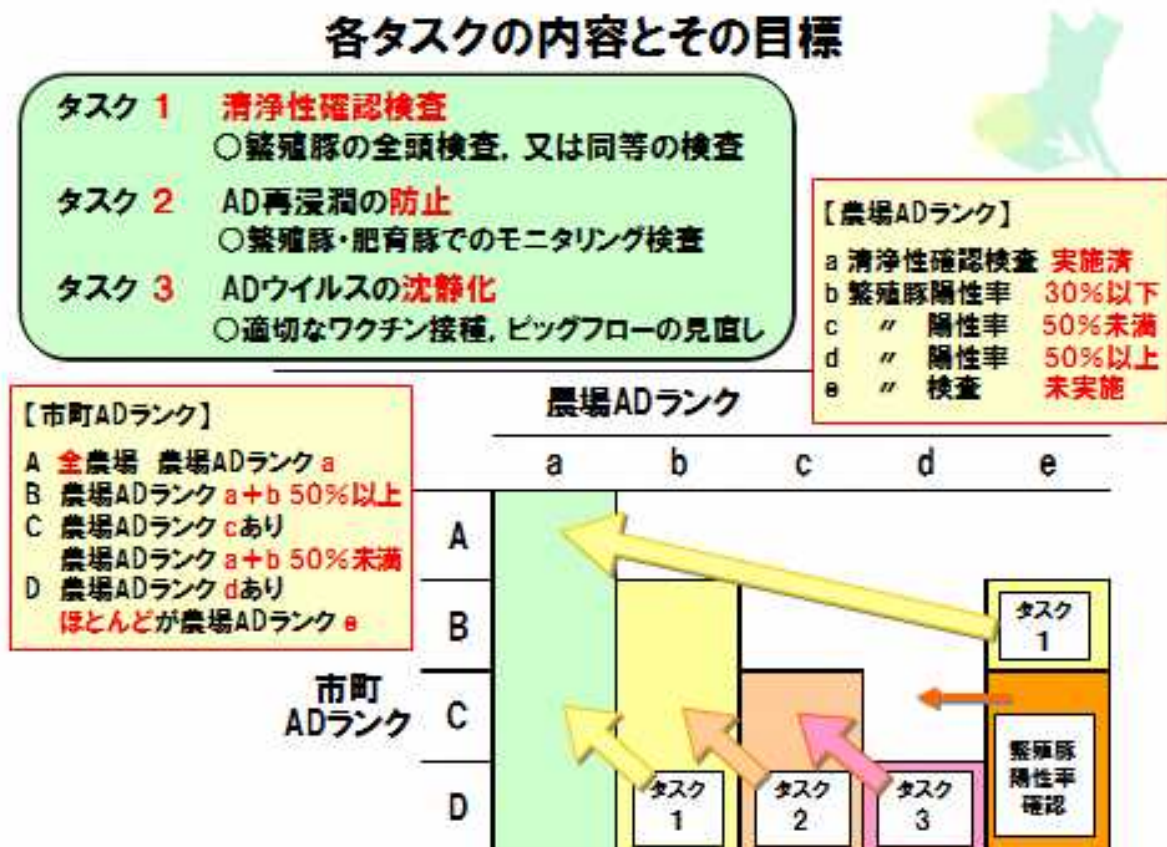 各タスクの内容とその目標
タスク 1 清浄性確認検査
○繁殖豚の全頭検査, 又は同等の検査
タスク 2 AD再浸潤の防止
○繁殖豚・肥育豚でのモニタリング検査
タスク 3 ADウイルスの沈静化
○適切なワクチン接種, ピッグフローの見直し
【農場ADランク】
a 清浄性確認検査 実施済
b 繁殖豚陽性率 30%以下
c 〃 陽性率 50%未満
d 〃 陽性率 50%以上
e 〃 検査 未実施
【市町ADランク】
A 全農場 農場ADランク a
B 農場ADランク a+b 50%以上
C 農場ADランク cあり
農場ADランク a+b 50%未満
D 農場ADランク dあり
ほとんどが農場ADランク e
農場ADランク
a b c d e
A
B
タスク
1
市町
ADランク
C
D
タスク
1
タスク
2
タスク
3
繁殖豚
陽性率
確認